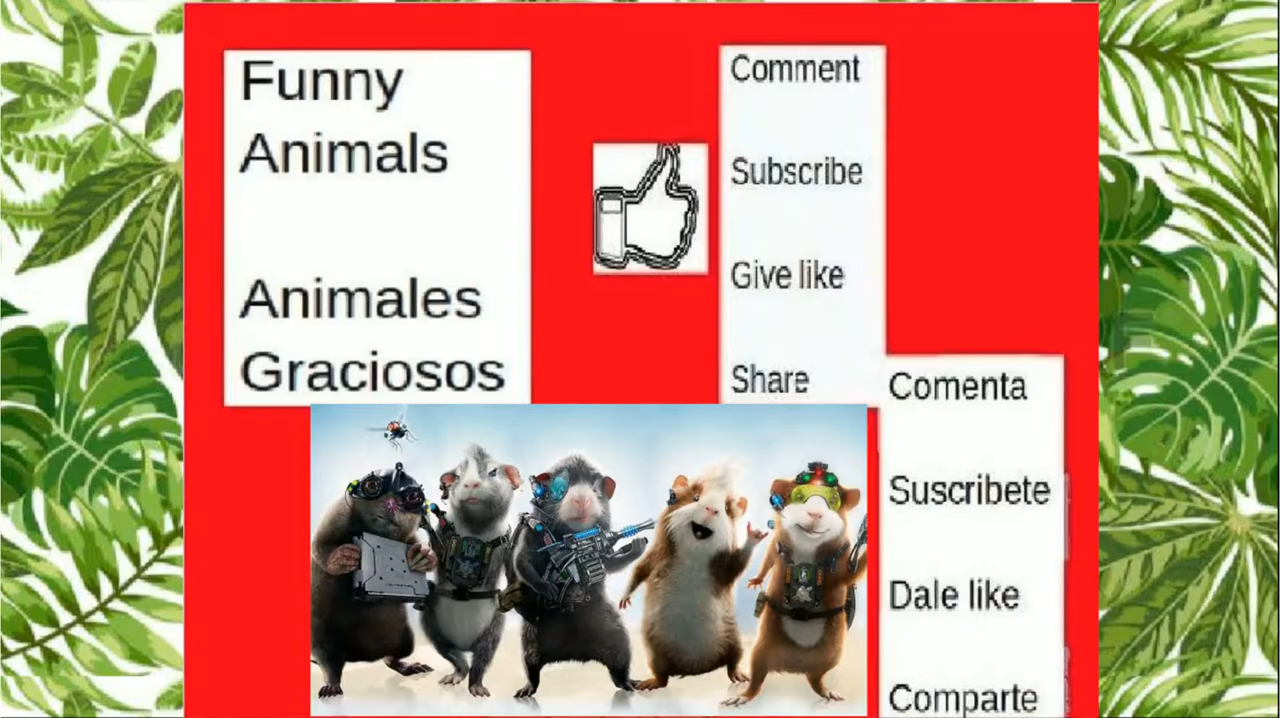 Funny
Animals
Animales
Graciosos
Comment
Subscribe
Give like
Share
Comenta
Suscribete
Dale like
Comparte